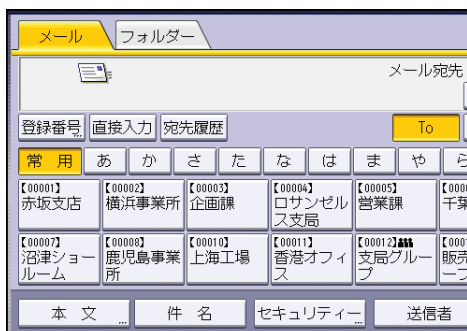 メール フォルダー
メール宛先
登録番号 直接入力 宛先履歴 To
常用 あ か さ た な は ま や ら
【00001】 【00002】 【00003】 【00004】 【00005】 【000
赤坂支店 横浜事業所 企画課 ロサンゼル 営業課 千葉
ス支局
【00007】 【00008】 【00010】 【00011】 【00012】 【000
沼津ショー 鹿児島事業 上海工場 香港オフィ 支局グルー 販売
ルーム 所 ス プ ープ
本文 件名 セキュリティー 送信者